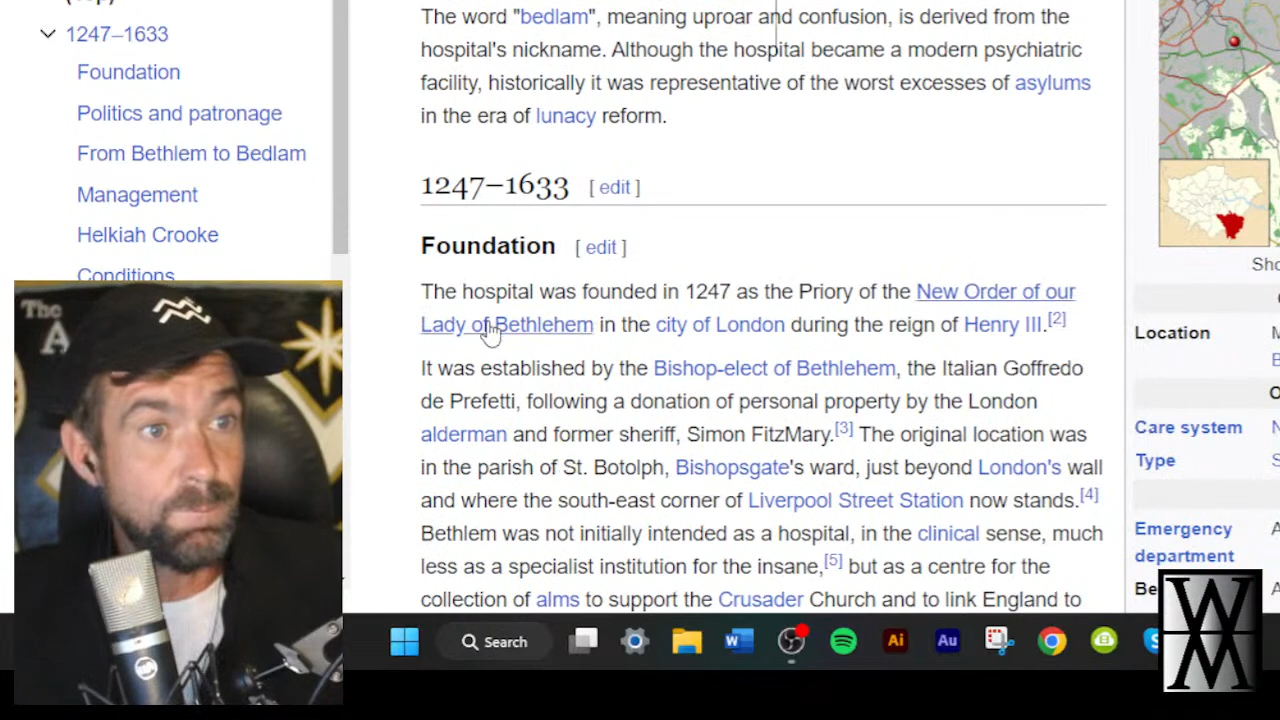 1247–1633
Foundation
Politics and patronage
From Bethlem to Bedlam
Management
Helkiah Crooke
Conditions
The word "bedlam", meaning uproar and confusion, is derived from the
hospital's nickname. Although the hospital became a modern psychiatric
facility, historically it was representative of the worst excesses of asylums
in the era of lunacy reform.
1247–1633 [ edit ]
Foundation [ edit ]
The hospital was founded in 1247 as the Priory of the New Order of our
Lady of Bethlehem in the city of London during the reign of Henry III.[2]
It was established by the Bishop-elect of Bethlehem, the Italian Goffredo
de Prefetti, following a donation of personal property by the London
alderman and former sheriff, Simon FitzMary.[3] The original location was
in the parish of St. Botolph, Bishopsgate's ward, just beyond London's wall
and where the south-east corner of Liverpool Street Station now stands.[4]
Bethlem was not initially intended as a hospital, in the clinical sense, much
less as a specialist institution for the insane,[5] but as a centre for the
collection of alms to support the Crusader Church and to link England to
Location
Care system
Type
Emergency
department
The
A
Search
W
Ai
Au
WM